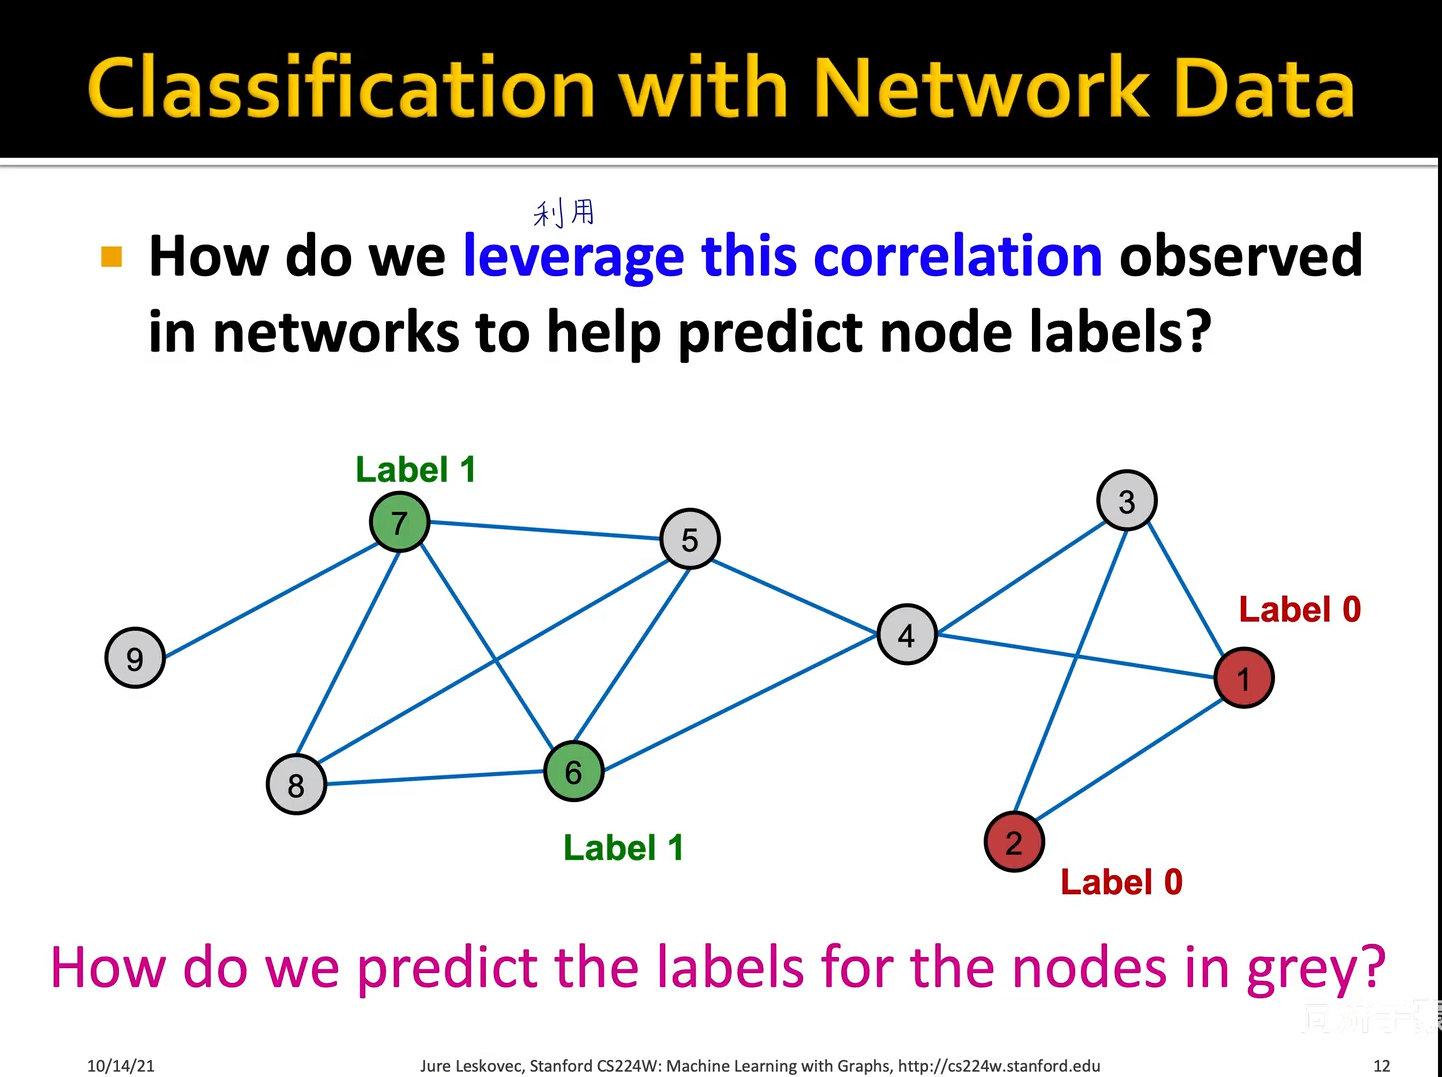 Classification with Network Data
利用
How do we leverage this correlation observed
in networks to help predict node labels?
Label 1
7
5
3
Label 0
4
9
1
8
6
2
Label 1
Label 0
How do we predict the labels for the nodes in grey?
10/14/21 Jure Leskovec, Stanford CS224W: Machine Learning with Graphs, http://cs224w.stanford.edu 12